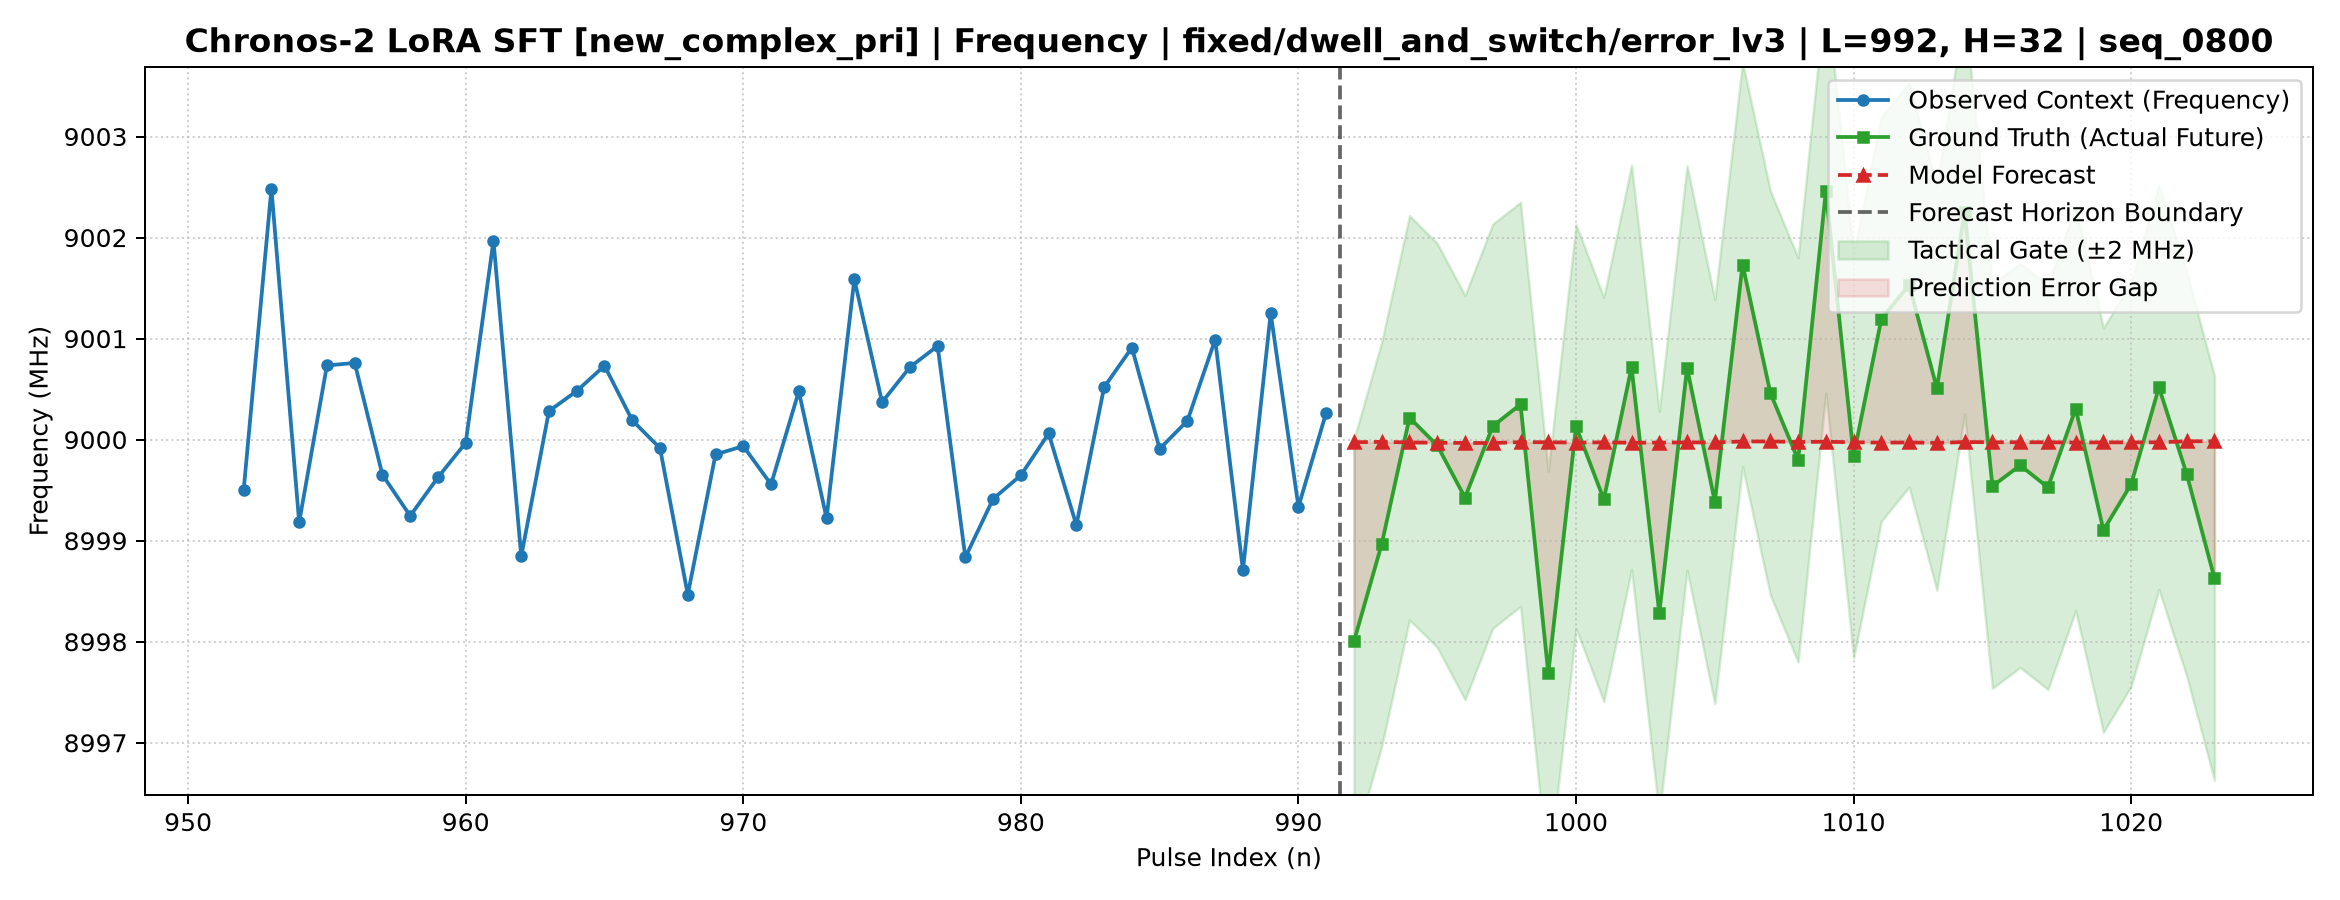 Chronos-2 LoRA SFT [new_complex_pri] | Frequency | fixed/dwell_and_switch/error_lv3 | L=992, H=32 | seq_0800
Observed Context (Frequency)
Ground Truth (Actual Future)
Model Forecast
Forecast Horizon Boundary
Tactical Gate (±2 MHz)
Prediction Error Gap
Frequency (MHz)
9003
9002
9001
9000
8999
8998
8997
950 960 970 980 990 1000 1010 1020
Pulse Index (n)